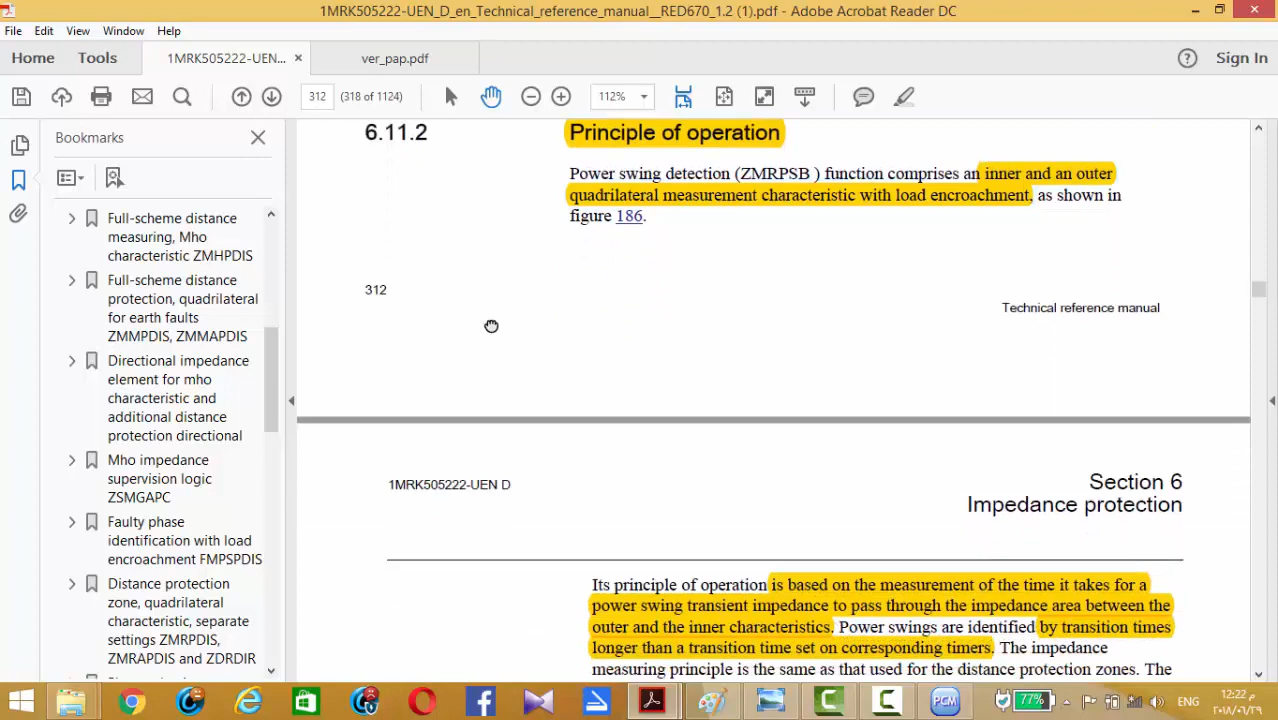 1MRK505222-UEN_D_en_Technical_reference_manual__RED670_1.2 (1).pdf - Adobe Acrobat Reader DC
File Edit View Window Help
Home Tools 1MRK505222-UEN... × ver_pap.pdf ? Sign In
312 (318 of 1124) 112%
Bookmarks
Full-scheme distance
measuring, Mho
characteristic ZMHPDIS
Full-scheme distance
protection, quadrilateral
for earth faults
ZMMPDIS, ZMMAPDIS
Directional impedance
element for mho
characteristic and
additional distance
protection directional
Mho impedance
supervision logic
ZSMGAPC
Faulty phase
identification with load
encroachment FMPSPDIS
Distance protection
zone, quadrilateral
characteristic, separate
settings ZMRPDIS,
ZMRAPDIS and ZDRDIR
6.11.2 Principle of operation
Power swing detection (ZMRPSB ) function comprises an inner and an outer
quadrilateral measurement characteristic with load encroachment, as shown in
figure 186.
312
Technical reference manual
1MRK505222-UEN D
Section 6
Impedance protection
Its principle of operation is based on the measurement of the time it takes for a
power swing transient impedance to pass through the impedance area between the
outer and the inner characteristics. Power swings are identified by transition times
longer than a transition time set on corresponding timers. The impedance
measuring principle is the same as that used for the distance protection zones. The
PCM 77% ENG 12:22 م
٢٠١٨/٠٦/٢٩